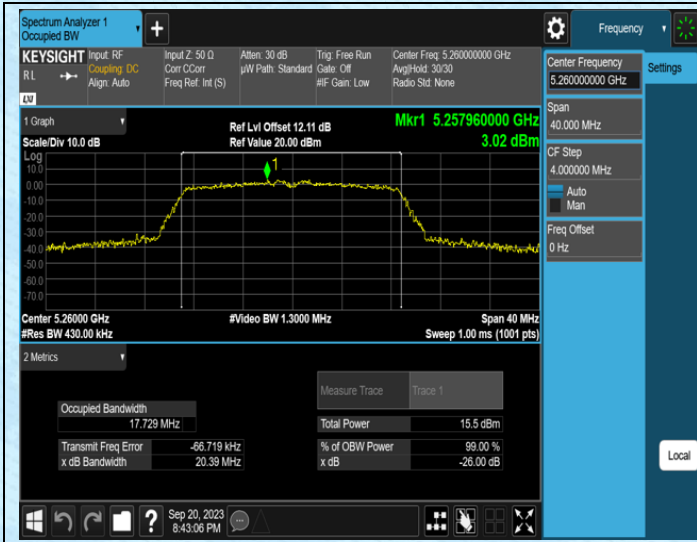 Spectrum Analyzer 1
Occupied BW
Frequency
KEYSIGHT
RL
LXI
Input: RF
Coupling: DC
Align: Auto
Input Z: 50 Ω
Corr CCorr
Freq Ref: Int (S)
Atten: 30 dB
µW Path: Standard
Trig: Free Run
Gate: Off
#IF Gain: Low
Center Freq: 5.260000000 GHz
Avg|Hold: 30/30
Radio Std: None
Center Frequency
5.260000000 GHz
Settings
Span
40.000 MHz
CF Step
4.000000 MHz
Auto
Man
Freq Offset
0 Hz
1 Graph
Scale/Div 10.0 dB
Log
Ref Lvl Offset 12.11 dB
Ref Value 20.00 dBm
Mkr1 5.257960000 GHz
3.02 dBm
1
10.0
0.00
-10.0
-20.0
-30.0
-40.0
-50.0
-60.0
-70.0
Center 5.26000 GHz
#Res BW 430.00 kHz
#Video BW 1.3000 MHz
Span 40 MHz
Sweep 1.00 ms (1001 pts)
2 Metrics
Measure Trace
Trace 1
Occupied Bandwidth
17.729 MHz
Total Power
15.5 dBm
Transmit Freq Error
-66.719 kHz
% of OBW Power
99.00 %
x dB Bandwidth
20.39 MHz
x dB
-26.00 dB
Local
?
Sep 20, 2023
8:43:06 PM